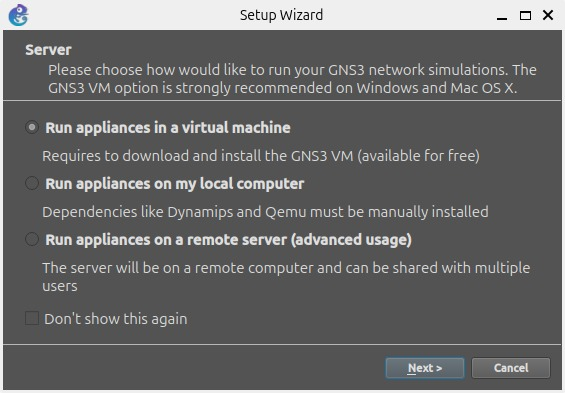 Setup Wizard
Server
Please choose how would like to run your GNS3 network simulations. The
GNS3 VM option is strongly recommended on Windows and Mac OS X.
Run appliances in a virtual machine
Requires to download and install the GNS3 VM (available for free)
Run appliances on my local computer
Dependencies like Dynamips and Qemu must be manually installed
Run appliances on a remote server (advanced usage)
The server will be on a remote computer and can be shared with multiple
users
Don't show this again
Next >
Cancel